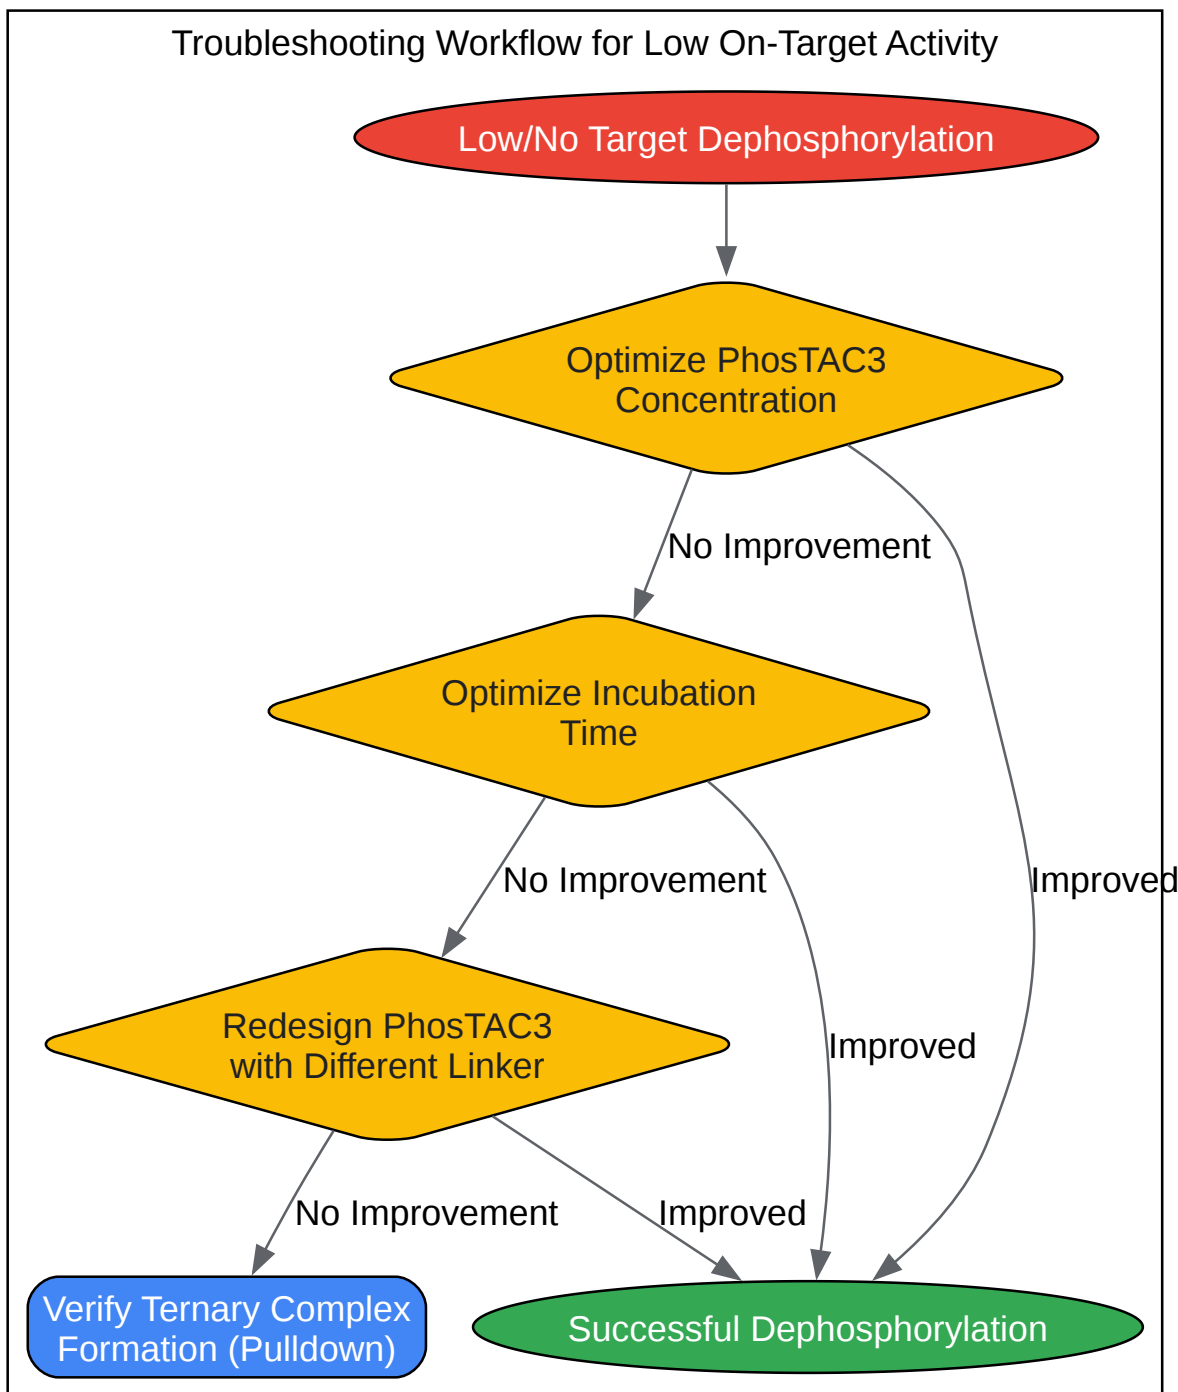 Troubleshooting Workflow for Low On-Target Activity
Low/No Target Dephosphorylation
Optimize PhosTAC3
Concentration
No Improvement
Optimize Incubation
Time
No Improvement
Improved
Redesign PhosTAC3
with Different Linker
Improved
No Improvement
Improved
Verify Ternary Complex
Formation (Pulldown)
Successful Dephosphorylation